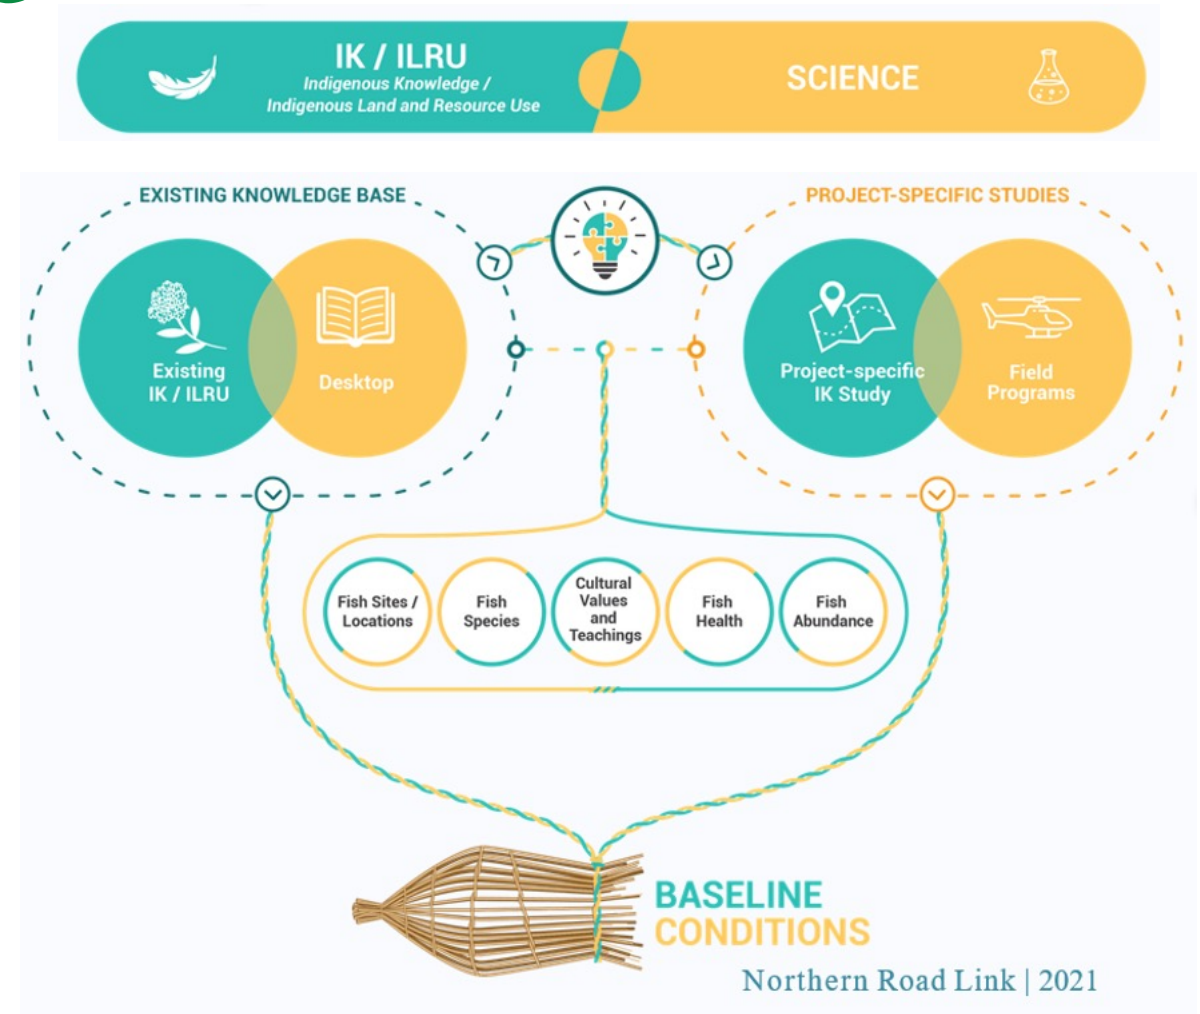 IK / ILRU
Indigenous Knowledge /
Indigenous Land and Resource Use
SCIENCE
EXISTING KNOWLEDGE BASE
PROJECT-SPECIFIC STUDIES
Existing
IK / ILRU
Desktop
Project-specific
IK Study
Field
Programs
Fish Sites /
Locations
Fish
Species
Cultural
Values
and
Teachings
Fish
Health
Fish
Abundance
BASELINE
CONDITIONS
Northern Road Link | 2021